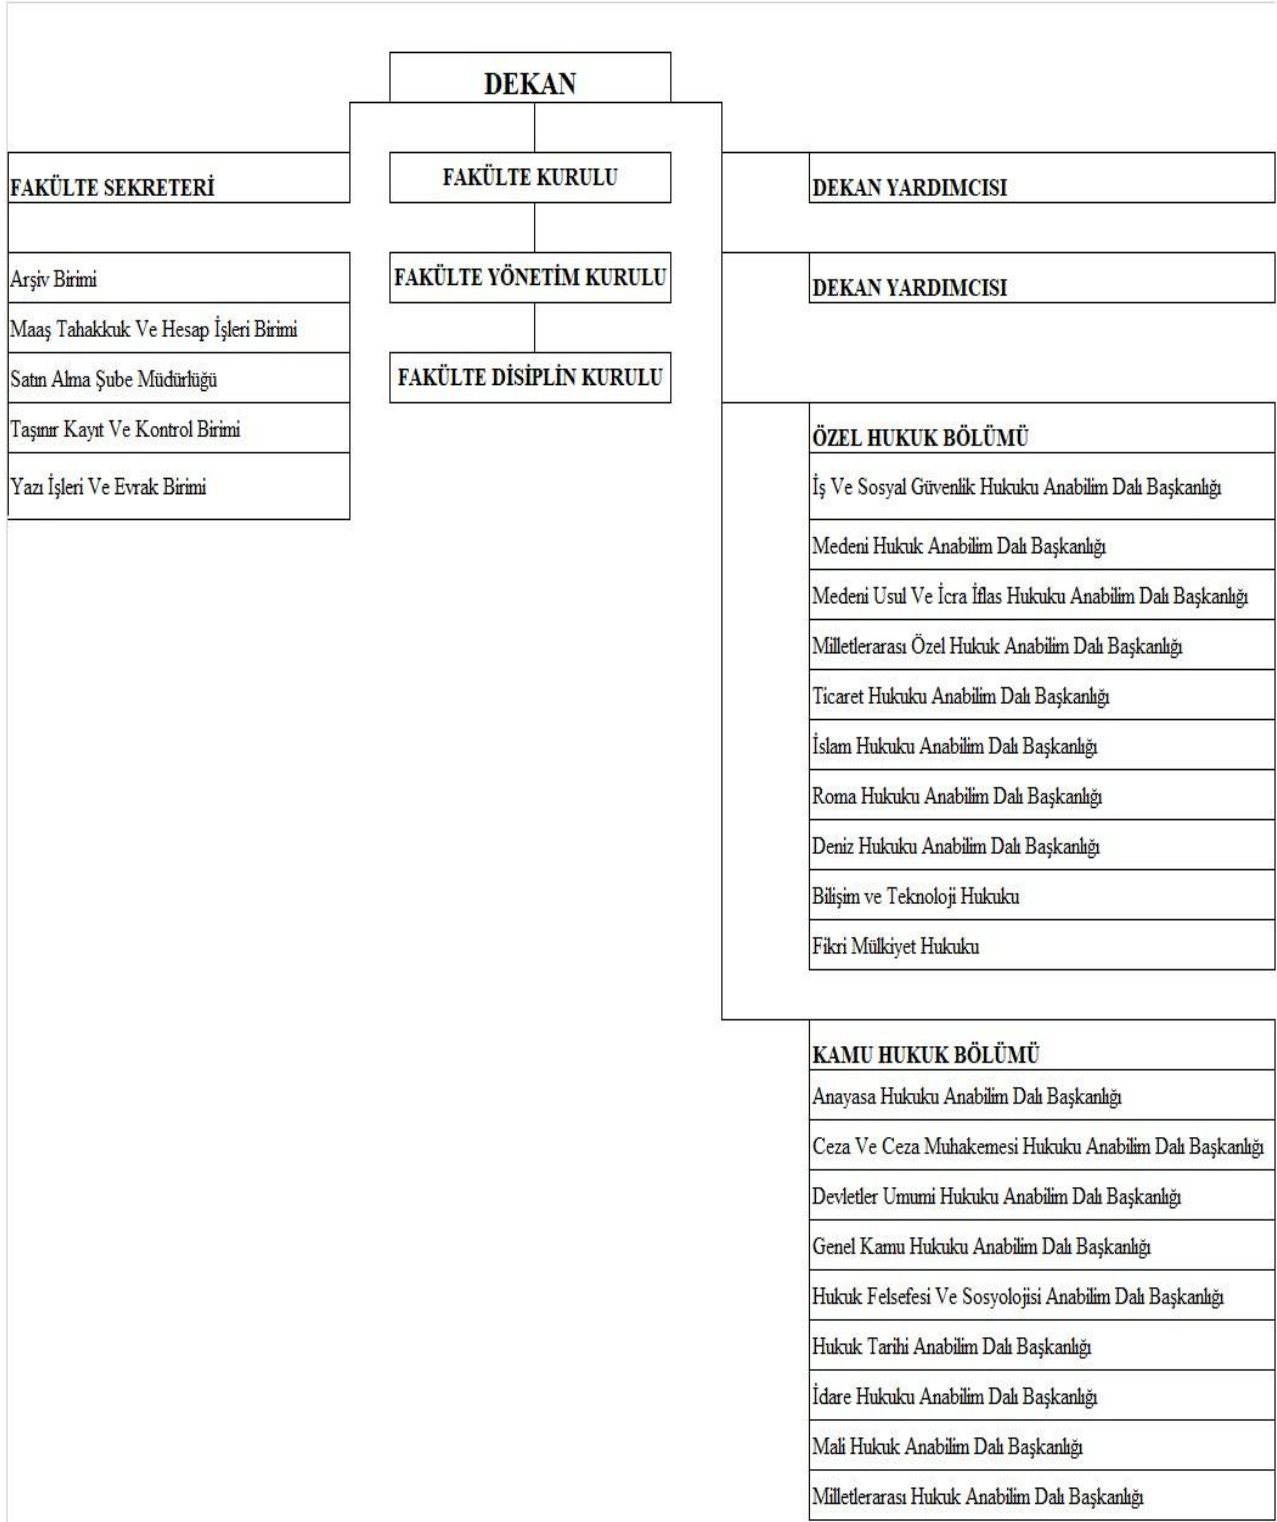 DEKAN
FAKÜLTE SEKRETERİ
Arşiv Birimi
Maaş Tahakkuk Ve Hesap İşleri Birimi
Satın Alma Şube Müdürlüğü
Taşınır Kayıt Ve Kontrol Birimi
Yazı İşleri Ve Evrak Birimi
FAKÜLTE KURULU
FAKÜLTE YÖNETİM KURULU
FAKÜLTE DİSİPLİN KURULU
DEKAN YARDIMCISI
DEKAN YARDIMCISI
ÖZEL HUKUK BÖLÜMÜ
İş Ve Sosyal Güvenlik Hukuku Anabilim Dalı Başkanlığı
Medeni Hukuk Anabilim Dalı Başkanlığı
Medeni Usul Ve İcra İflas Hukuku Anabilim Dalı Başkanlığı
Milletlerarası Özel Hukuk Anabilim Dalı Başkanlığı
Ticaret Hukuku Anabilim Dalı Başkanlığı
İslam Hukuku Anabilim Dalı Başkanlığı
Roma Hukuku Anabilim Dalı Başkanlığı
Deniz Hukuku Anabilim Dalı Başkanlığı
Bilişim ve Teknoloji Hukuku
Fikri Mülkiyet Hukuku
KAMU HUKUK BÖLÜMÜ
Anayasa Hukuku Anabilim Dalı Başkanlığı
Ceza Ve Ceza Muhakemesi Hukuku Anabilim Dalı Başkanlığı
Devletler Umumi Hukuku Anabilim Dalı Başkanlığı
Genel Kamu Hukuku Anabilim Dalı Başkanlığı
Hukuk Felsefesi Ve Sosyolojisi Anabilim Dalı Başkanlığı
Hukuk Tarihi Anabilim Dalı Başkanlığı
İdare Hukuku Anabilim Dalı Başkanlığı
Mali Hukuk Anabilim Dalı Başkanlığı
Milletlerarası Hukuk Anabilim Dalı Başkanlığı